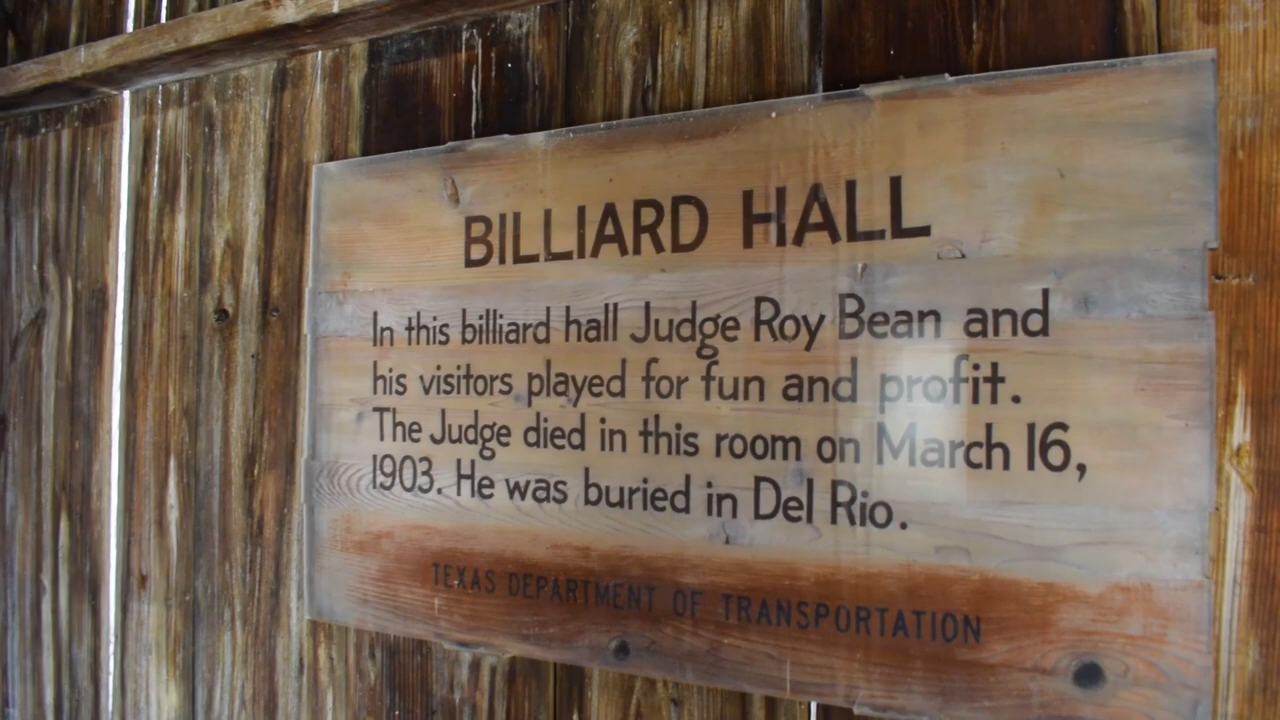 BILLIARD HALL
In this billiard hall Judge Roy Bean and
his visitors played for fun and profit.
The Judge died in this room on March 16,
1903. He was buried in Del Rio.
TEXAS DEPARTMENT OF TRANSPORTATION